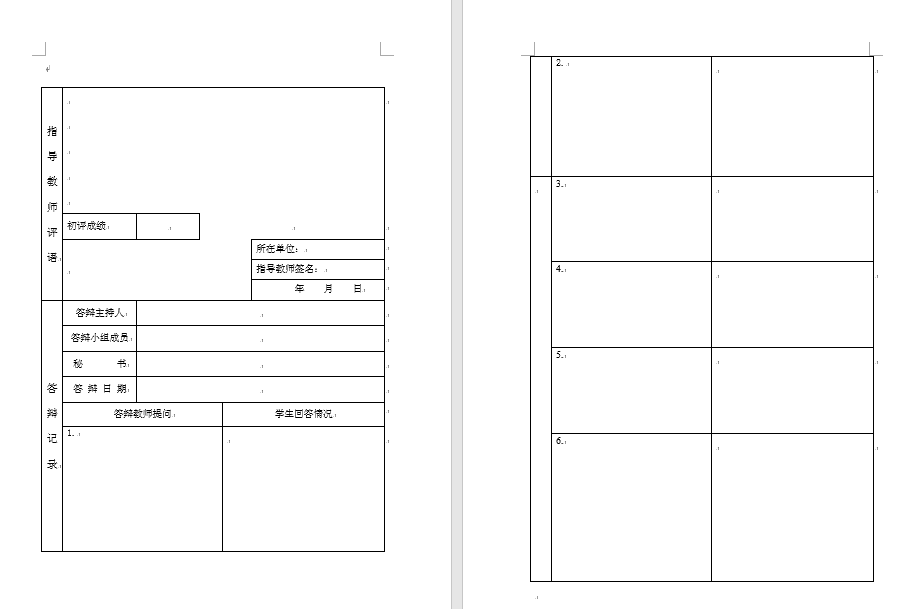 指导教师评语
初评成绩
所在单位：
指导教师签名：
年 月 日
答辩记录
答辩主持人
答辩小组成员
秘 书
答 辩 日 期
答辩教师提问 学生回答情况
1.
2.
3.
4.
5.
6.